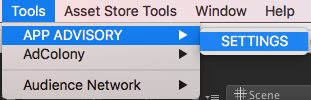 Tools Asset Store Tools Window Help
APP ADVISORY SETTINGS
AdColony
Audience Network
Scene